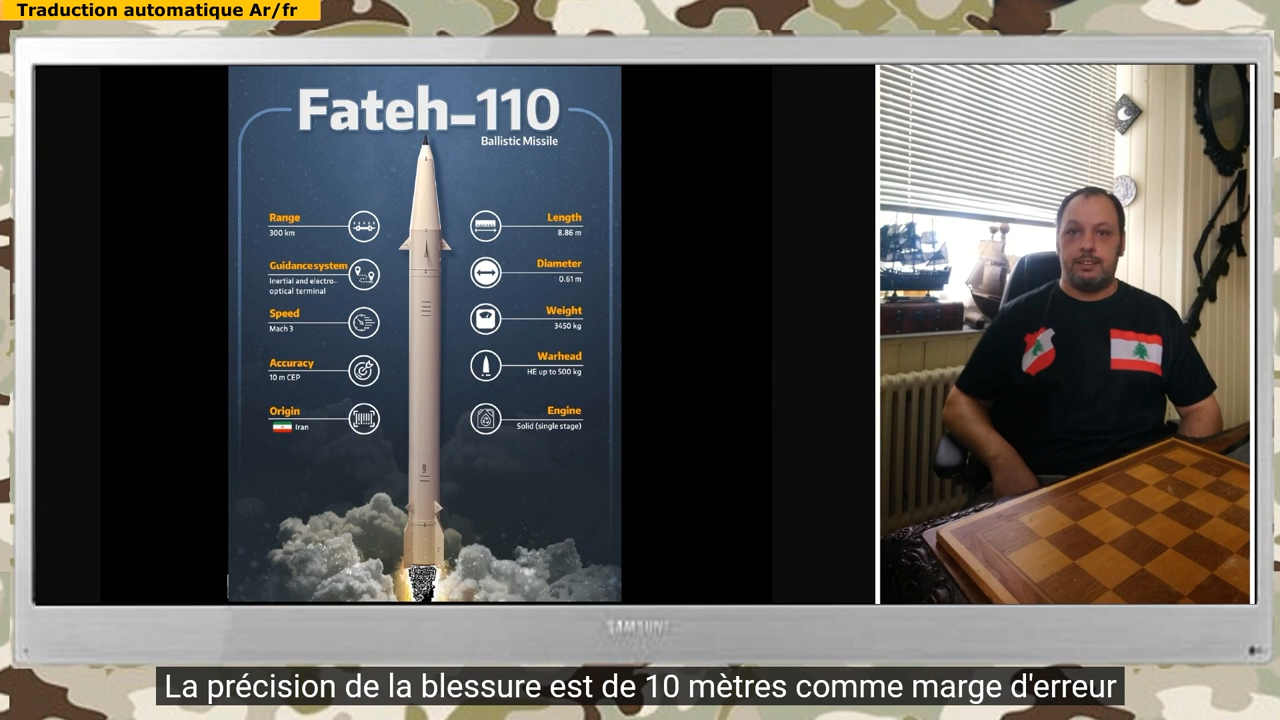 Traduction automatique Ar/fr
Fateh-110
Ballistic Missile
Range
300 km
Guidance system
Inertial and electro-
optical terminal
Speed
Mach 3
Accuracy
10 m CEP
Origin
Iran
Length
8.86 m
Diameter
0.61 m
Weight
3450 kg
Warhead
HE up to 500 kg
Engine
Solid (single stage)
SAMSUNG
La précision de la blessure est de 10 mètres comme marge d'erreur